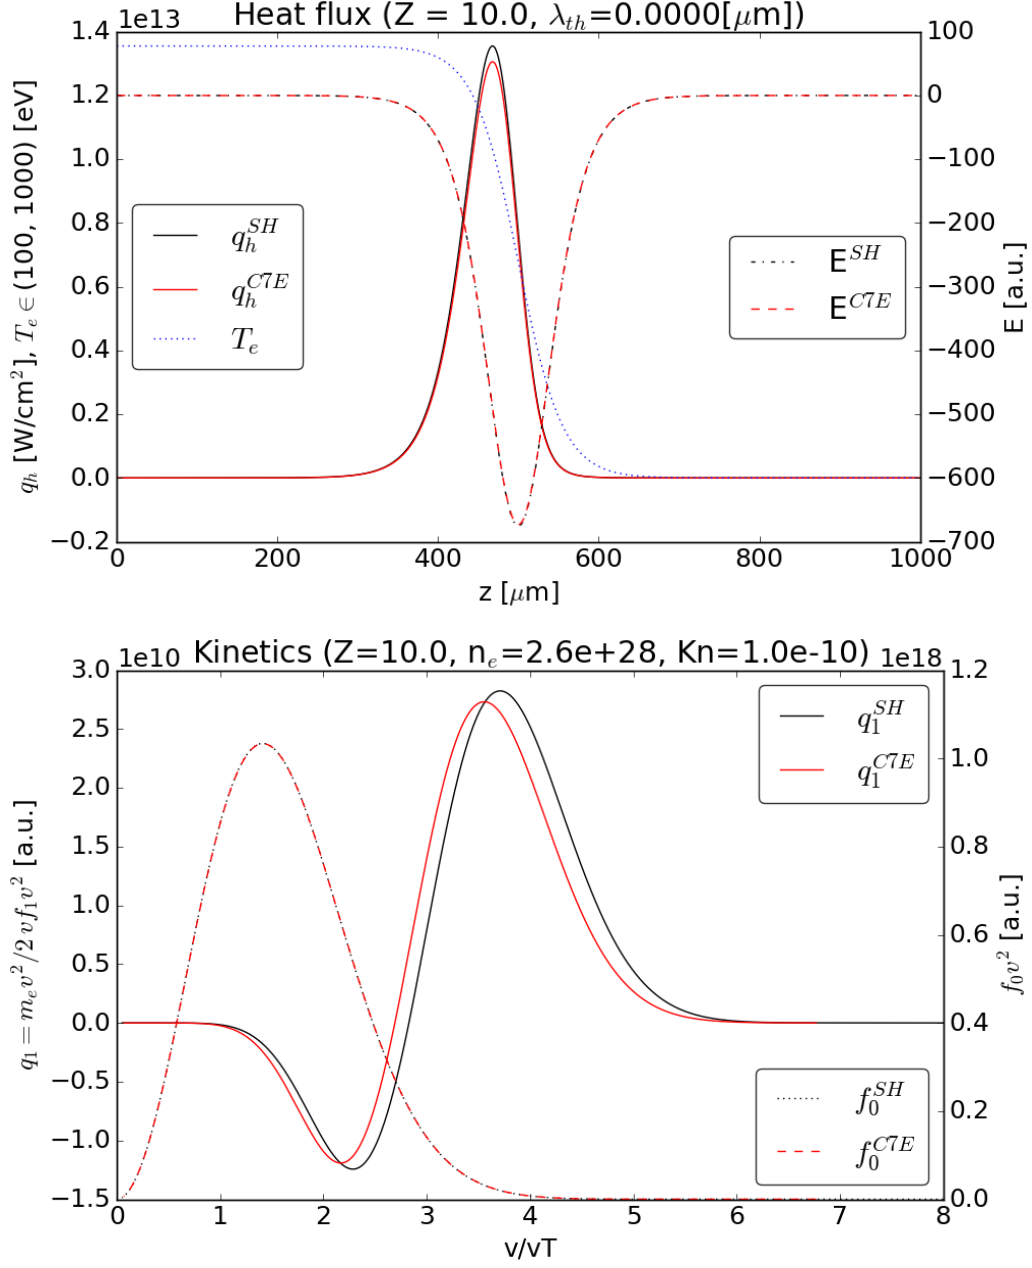 Heat flux (Z = 10.0, λ_th=0.0000[μm])
1e13
1.4
1.2
1.0
0.8
0.6
0.4
0.2
0.0
−0.2
q_h [W/cm²], T_e ∈ (100, 1000) [eV]
q_h^SH
q_h^C7E
T_e
E^SH
E^C7E
100
0
−100
−200
−300
−400
−500
−600
−700
E [a.u.]
0 200 400 600 800 1000
z [μm]
Kinetics (Z=10.0, n_e=2.6e+28, Kn=1.0e-10)
1e10
1e18
3.0
2.5
2.0
1.5
1.0
0.5
0.0
−0.5
−1.0
−1.5
q_1 = m_e v²/2 v f_1 v² [a.u.]
q_1^SH
q_1^C7E
f_0^SH
f_0^C7E
1.2
1.0
0.8
0.6
0.4
0.2
0.0
f_0 v² [a.u.]
0 1 2 3 4 5 6 7 8
v/vT